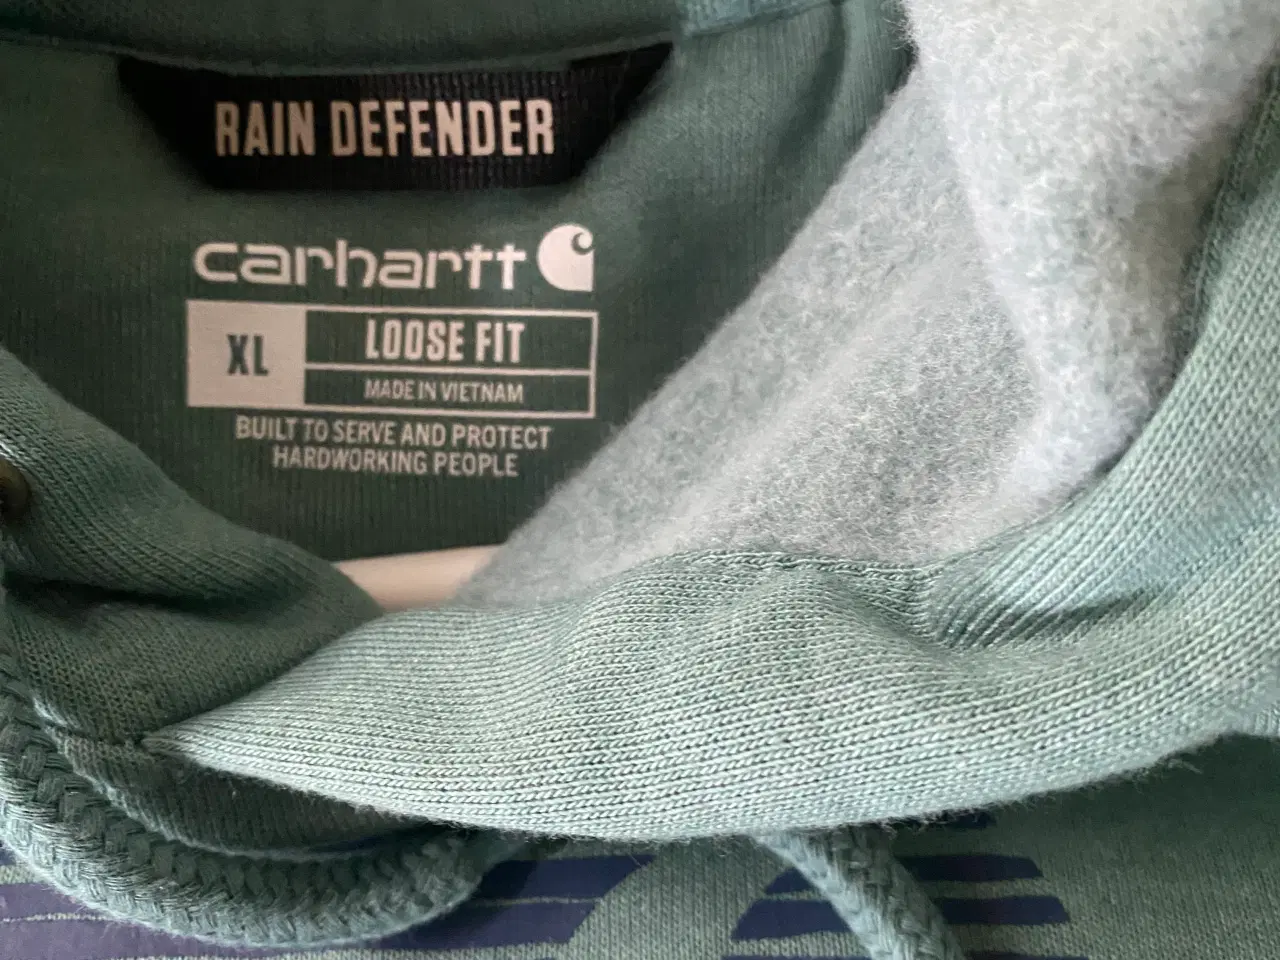 RAIN DEFENDER
carhartt
XL
LOOSE FIT
MADE IN VIETNAM
BUILT TO SERVE AND PROTECT
HARDWORKING PEOPLE